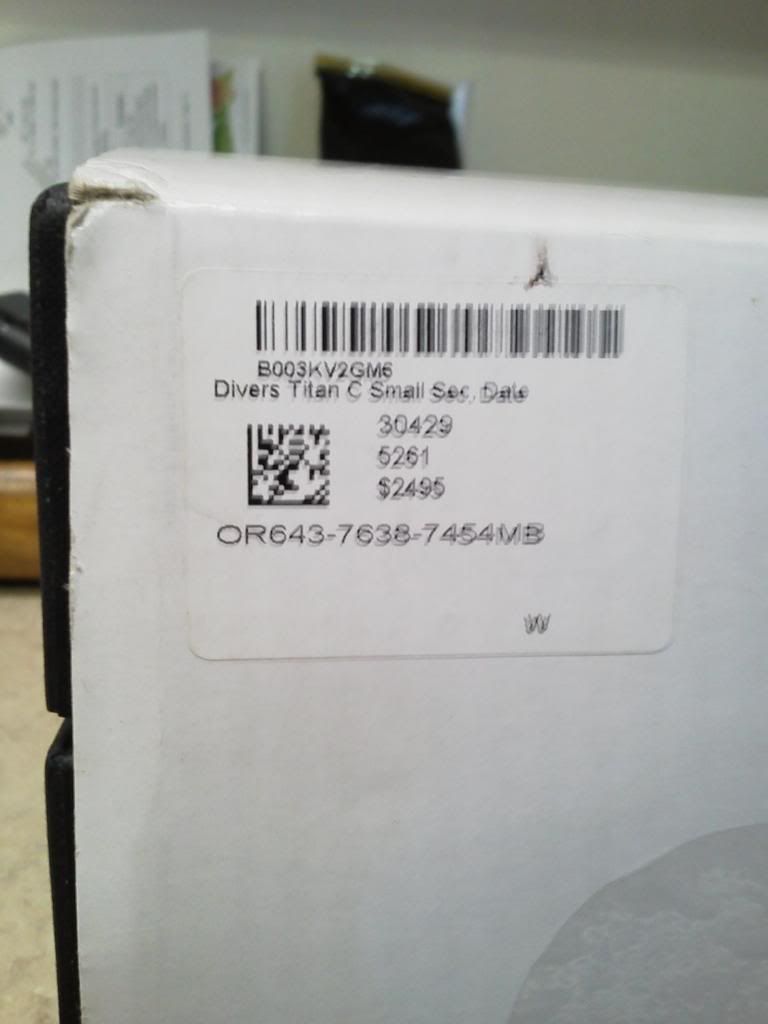 B003KV2GM6
Divers Titan C Small Sec, Date
30429
5261
$2495
OR643-7638-7454MB
W